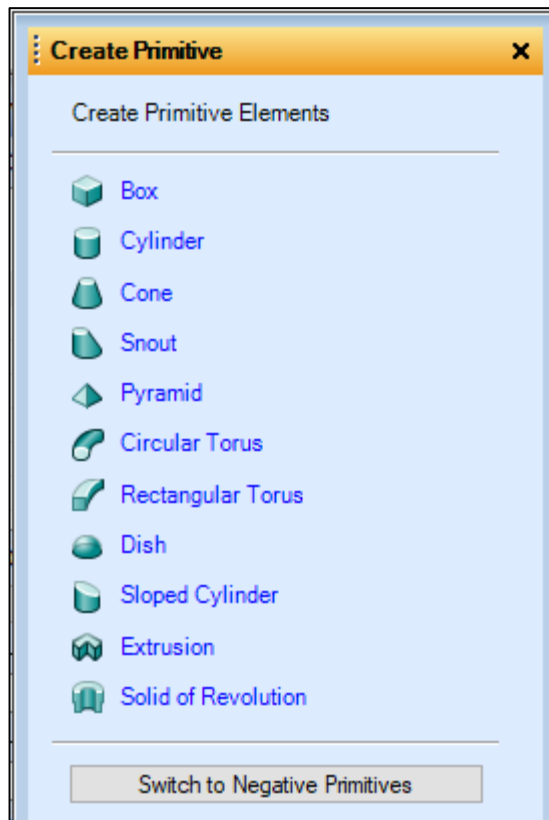 Create Primitive
Create Primitive Elements
Box
Cylinder
Cone
Snout
Pyramid
Circular Torus
Rectangular Torus
Dish
Sloped Cylinder
Extrusion
Solid of Revolution
Switch to Negative Primitives